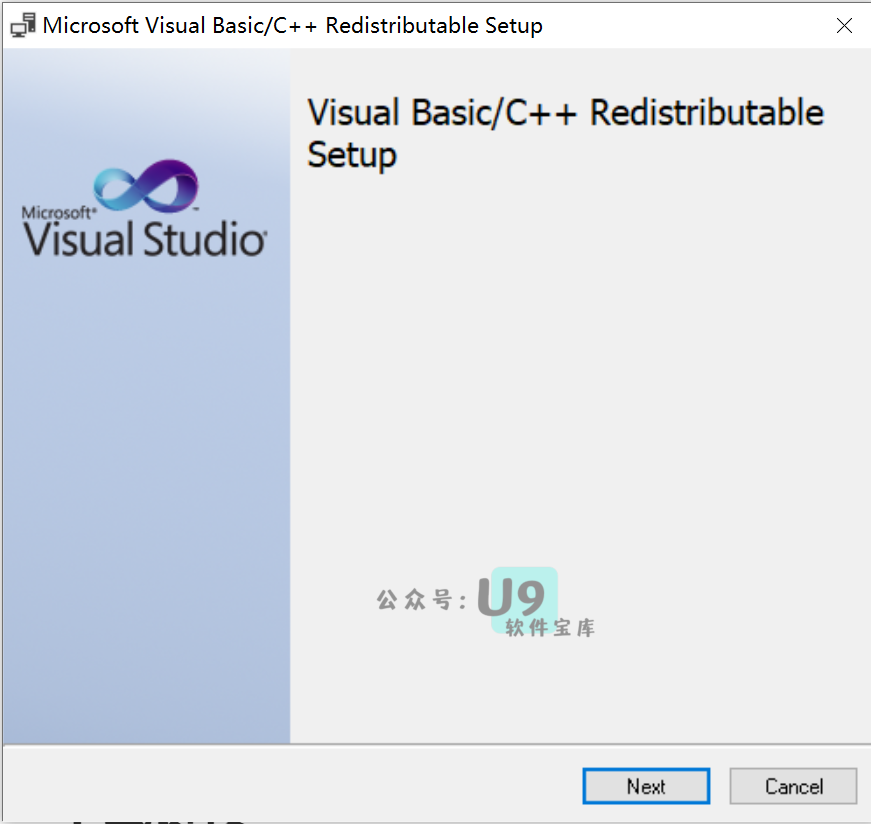 Microsoft Visual Basic/C++ Redistributable Setup
Visual Basic/C++ Redistributable
Setup
Microsoft®
Visual Studio®
公众号: U9
软件宝库
Next
Cancel